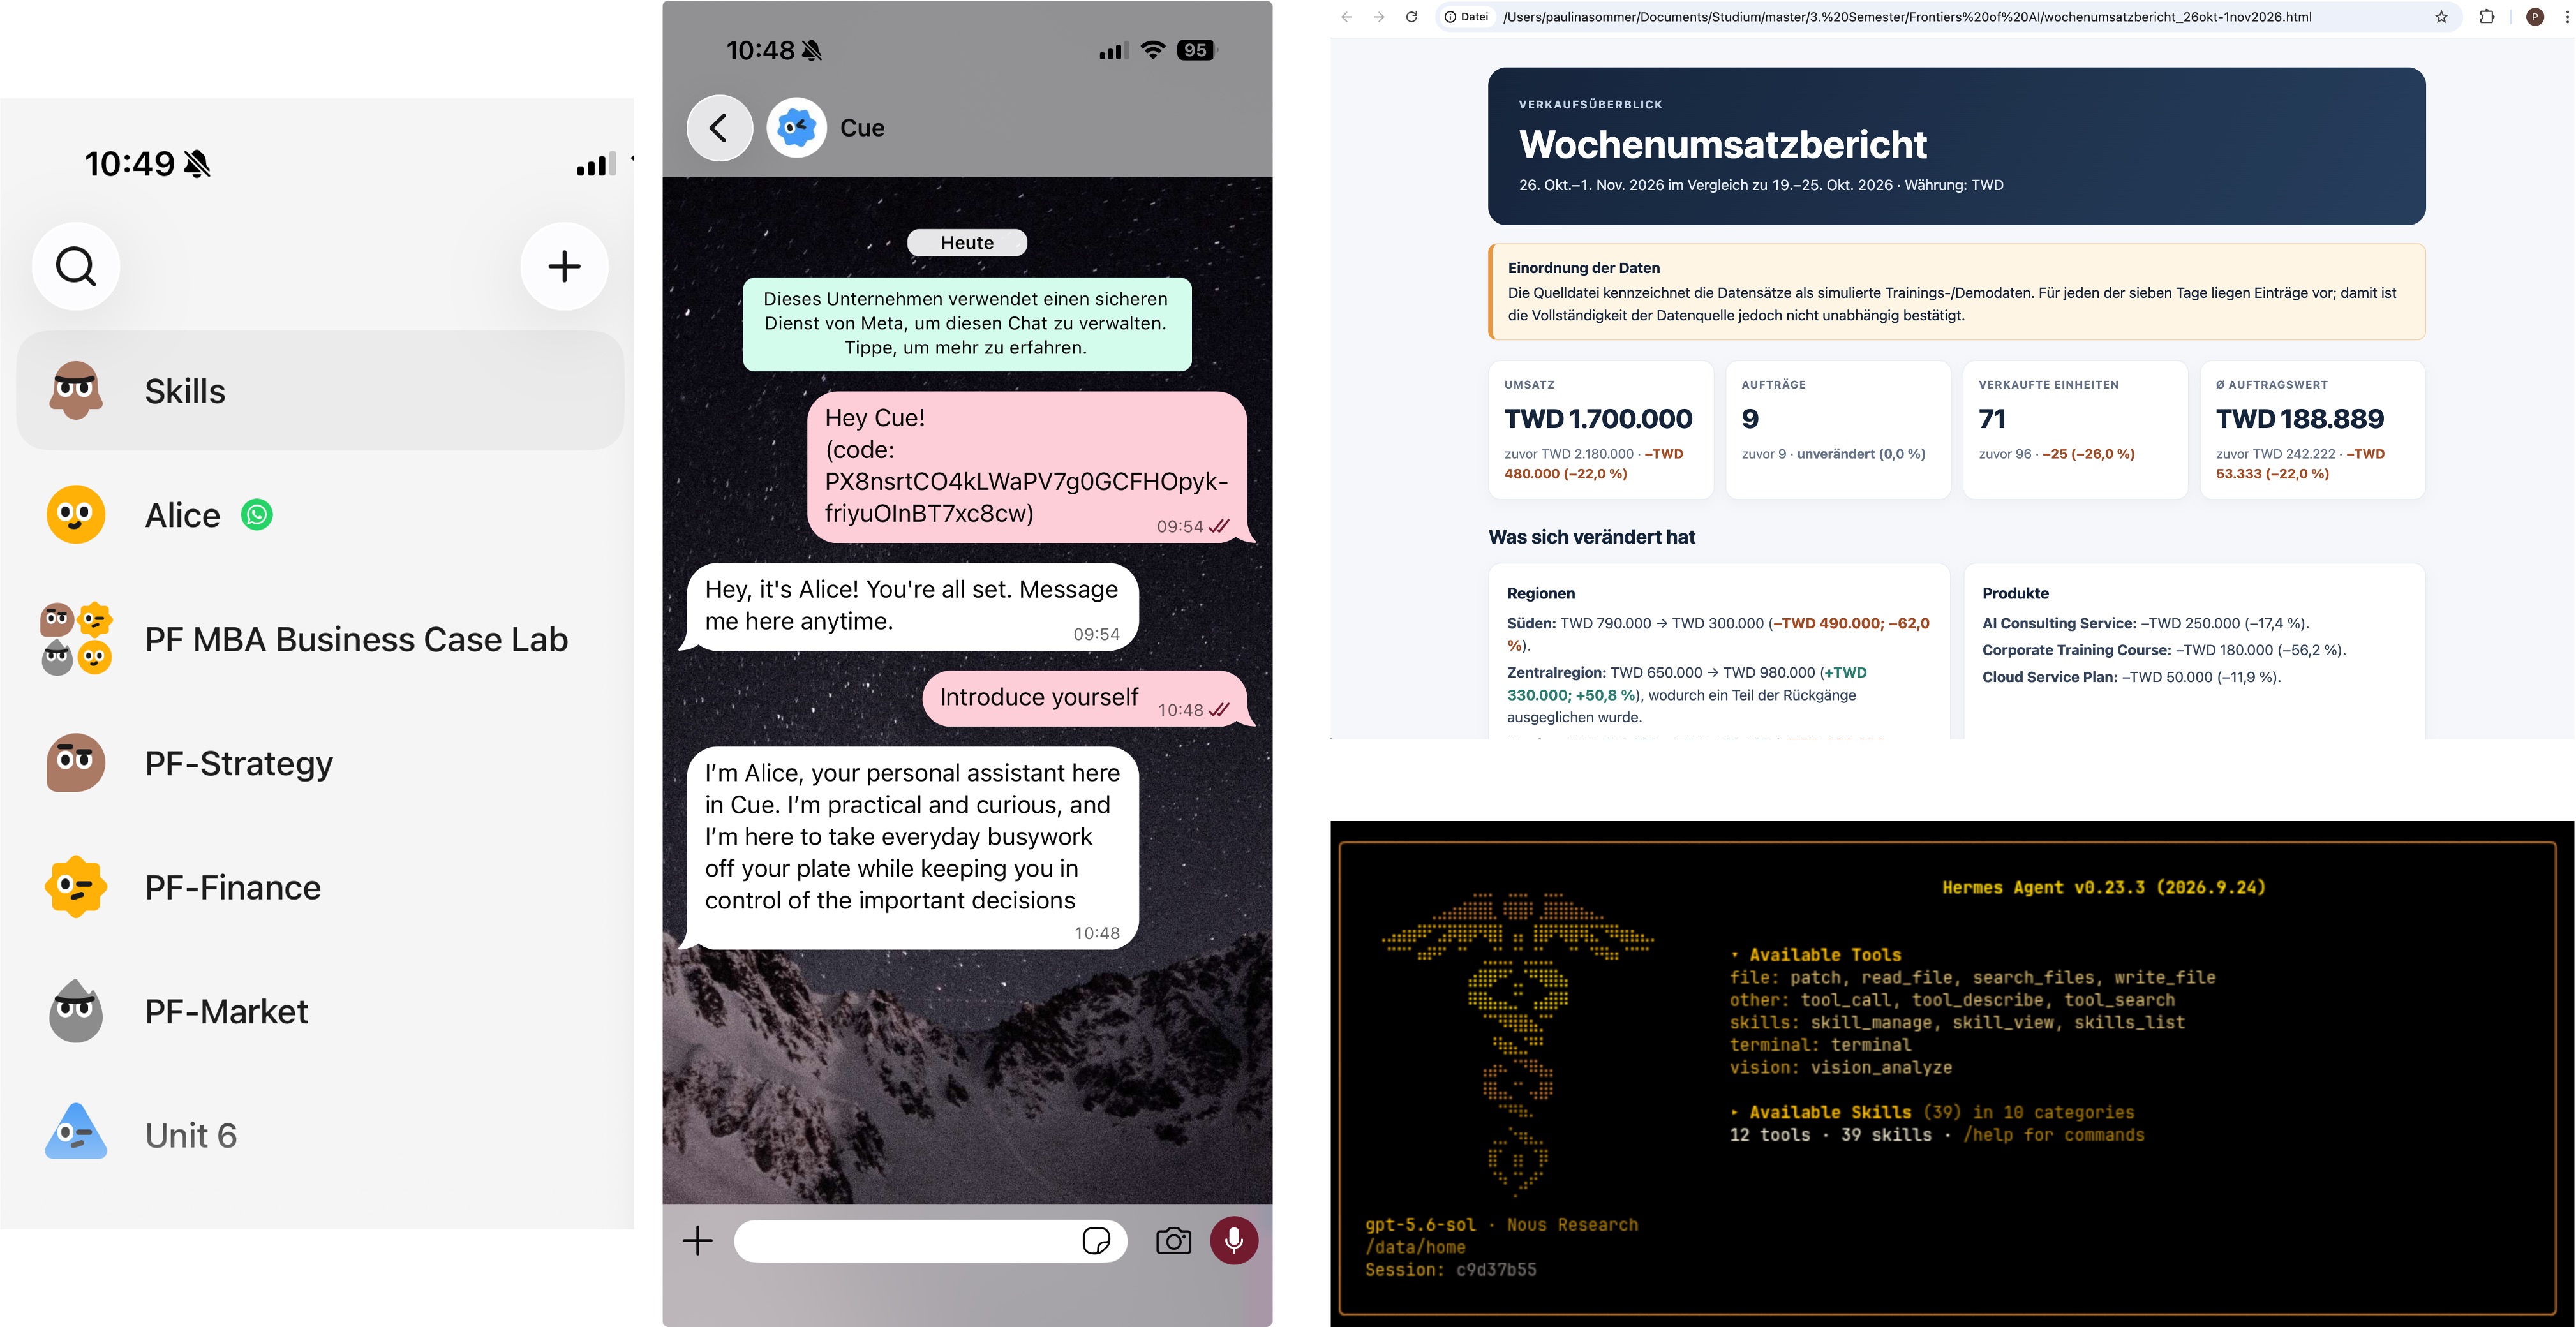 10:49
Skills
Alice
PF MBA Business Case Lab
PF-Strategy
PF-Finance
PF-Market
Unit 6
10:48
95
Cue
Heute
Dieses Unternehmen verwendet einen sicheren
Dienst von Meta, um diesen Chat zu verwalten.
Tippe, um mehr zu erfahren.
Hey Cue!
(code:
PX8nsrtCO4kLWaPV7g0GCFHOpyk-
friyuOlnBT7xc8cw)
09:54
Hey, it's Alice! You're all set. Message
me here anytime.
09:54
Introduce yourself
10:48
I'm Alice, your personal assistant here
in Cue. I'm practical and curious, and
I'm here to take everyday busywork
off your plate while keeping you in
control of the important decisions
10:48
Datei /Users/paulinasommer/Documents/Studium/master/3.%20Semester/Frontiers%20of%20AI/wochenumsatzbericht_26okt-1nov2026.html
P
VERKAUFSÜBERBLICK
Wochenumsatzbericht
26. Okt.–1. Nov. 2026 im Vergleich zu 19.–25. Okt. 2026 · Währung: TWD
Einordnung der Daten
Die Quelldatei kennzeichnet die Datensätze als simulierte Trainings-/Demodaten. Für jeden der sieben Tage liegen Einträge vor; damit ist
die Vollständigkeit der Datenquelle jedoch nicht unabhängig bestätigt.
UMSATZ
TWD 1.700.000
zuvor TWD 2.180.000 · –TWD
480.000 (–22,0 %)
AUFTRÄGE
9
zuvor 9 · unverändert (0,0 %)
VERKAUFTE EINHEITEN
71
zuvor 96 · –25 (–26,0 %)
Ø AUFTRAGSWERT
TWD 188.889
zuvor TWD 242.222 · –TWD
53.333 (–22,0 %)
Was sich verändert hat
Regionen
Süden: TWD 790.000 → TWD 300.000 (–TWD 490.000; –62,0
%).
Zentralregion: TWD 650.000 → TWD 980.000 (+TWD
330.000; +50,8 %), wodurch ein Teil der Rückgänge
ausgeglichen wurde.
Produkte
AI Consulting Service: –TWD 250.000 (–17,4 %).
Corporate Training Course: –TWD 180.000 (–56,2 %).
Cloud Service Plan: –TWD 50.000 (–11,9 %).
Hermes Agent v0.23.3 (2026.9.24)
Available Tools
file: patch, read_file, search_files, write_file
other: tool_call, tool_describe, tool_search
skills: skill_manage, skill_view, skills_list
terminal: terminal
vision: vision_analyze
Available Skills (39) in 10 categories
12 tools · 39 skills · /help for commands
gpt-5.6-sol · Nous Research
/data/home
Session: c9d37b55